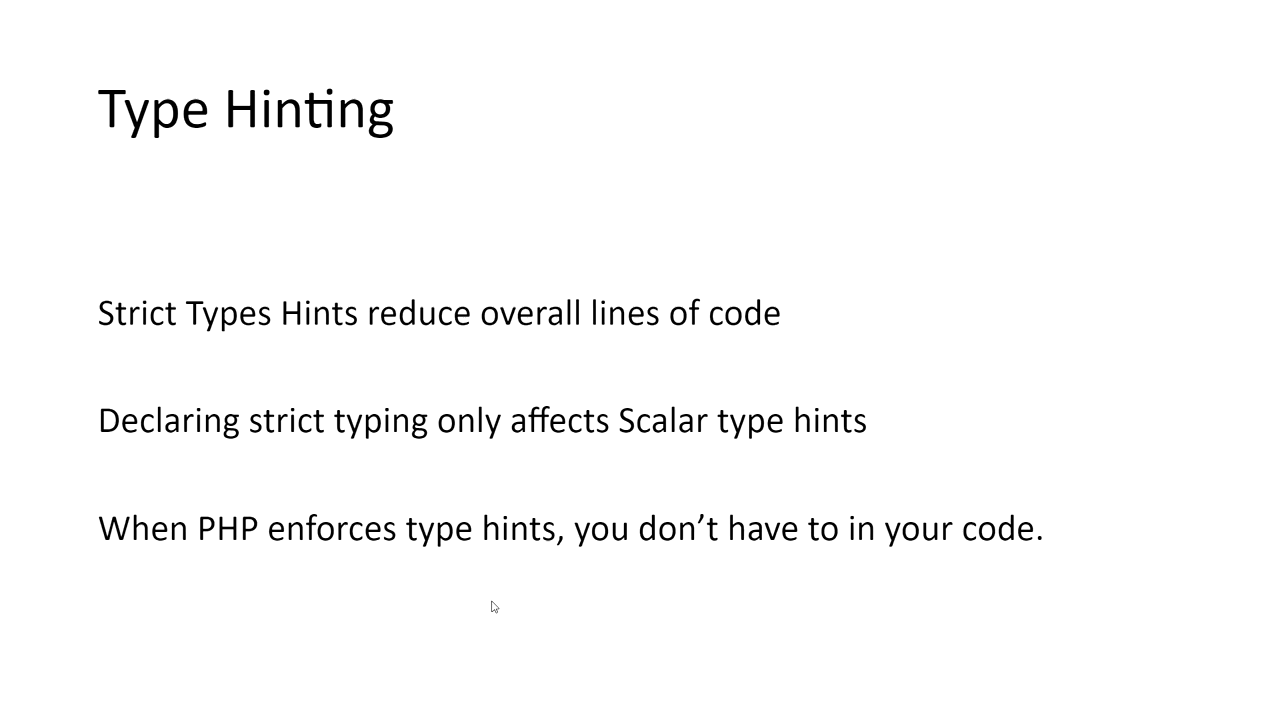 Type Hinting
Strict Types Hints reduce overall lines of code
Declaring strict typing only affects Scalar type hints
When PHP enforces type hints, you don’t have to in your code.